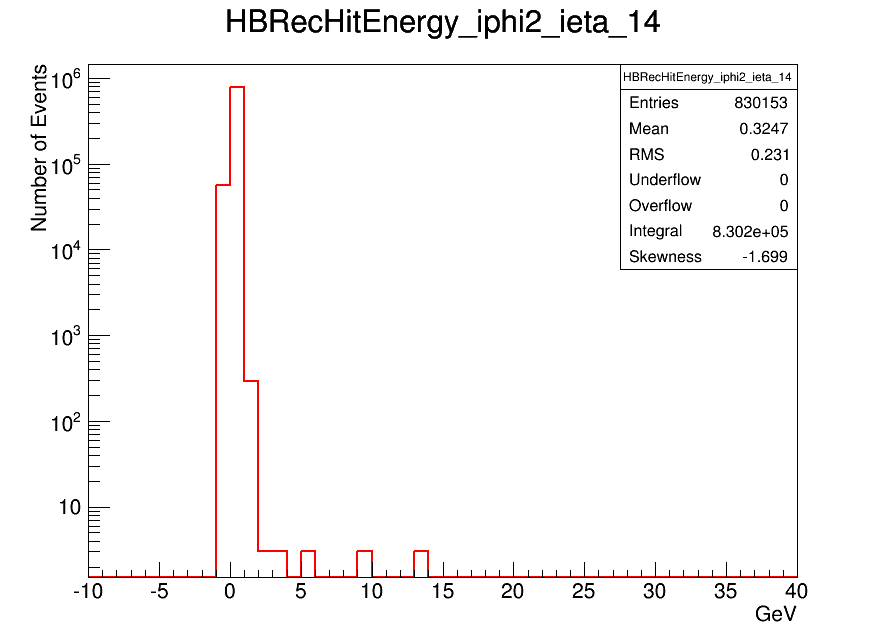 HBRecHitEnergy_iphi2_ieta_14
Number of Events
HBRecHitEnergy_iphi2_ieta_14
Entries 830153
Mean 0.3247
RMS 0.231
Underflow 0
Overflow 0
Integral 8.302e+05
Skewness -1.699
10^6
10^5
10^4
10^3
10^2
10
-10 -5 0 5 10 15 20 25 30 35 40
GeV